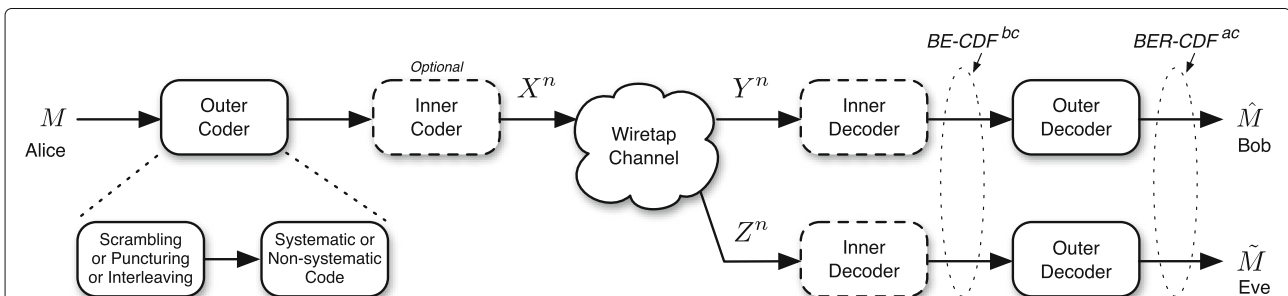 BE-CDF^bc
BER-CDF^ac
Optional
M
Alice
Outer
Coder
Inner
Coder
X^n
Wiretap
Channel
Y^n
Inner
Decoder
Outer
Decoder
M̂
Bob
Scrambling
or Puncturing
or Interleaving
Systematic or
Non-systematic
Code
Z^n
Inner
Decoder
Outer
Decoder
M̃
Eve